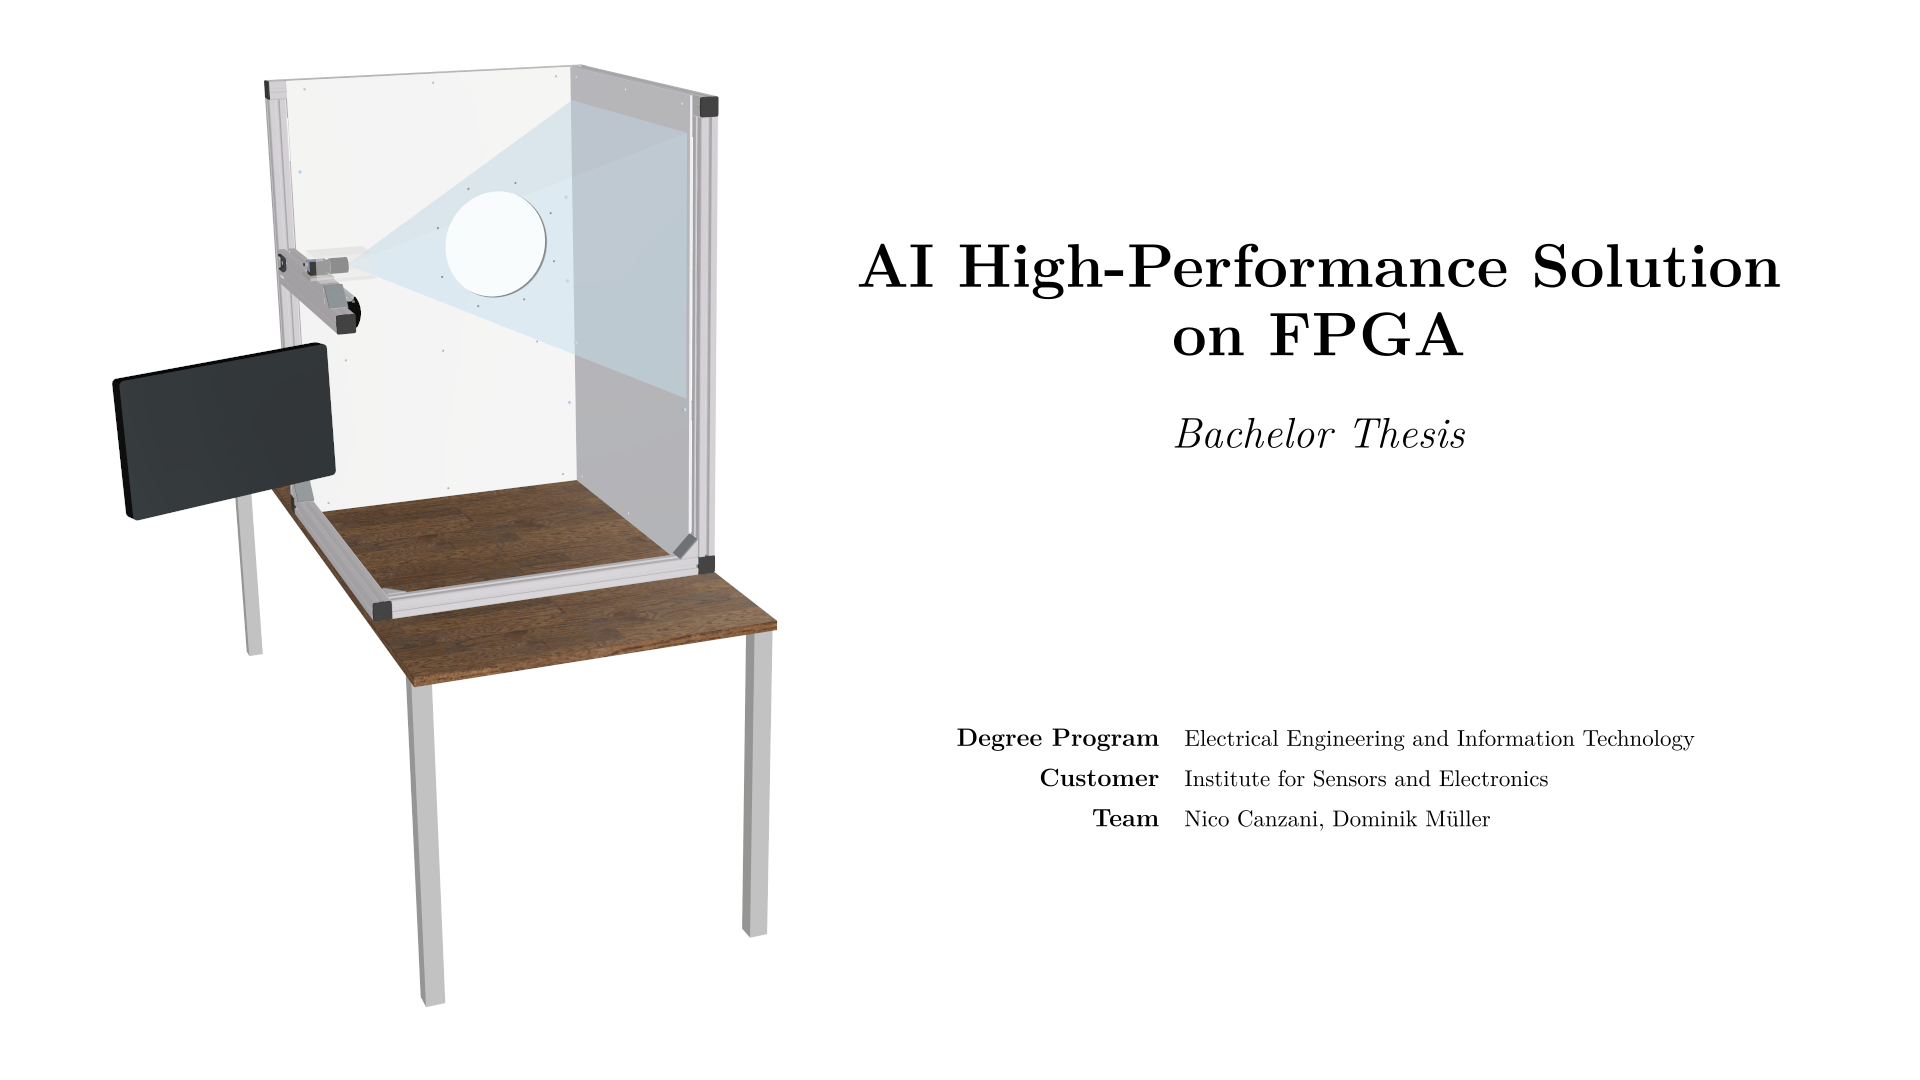 AI High-Performance Solution
on FPGA
Bachelor Thesis
Degree Program Electrical Engineering and Information Technology
Customer Institute for Sensors and Electronics
Team Nico Canzani, Dominik Müller